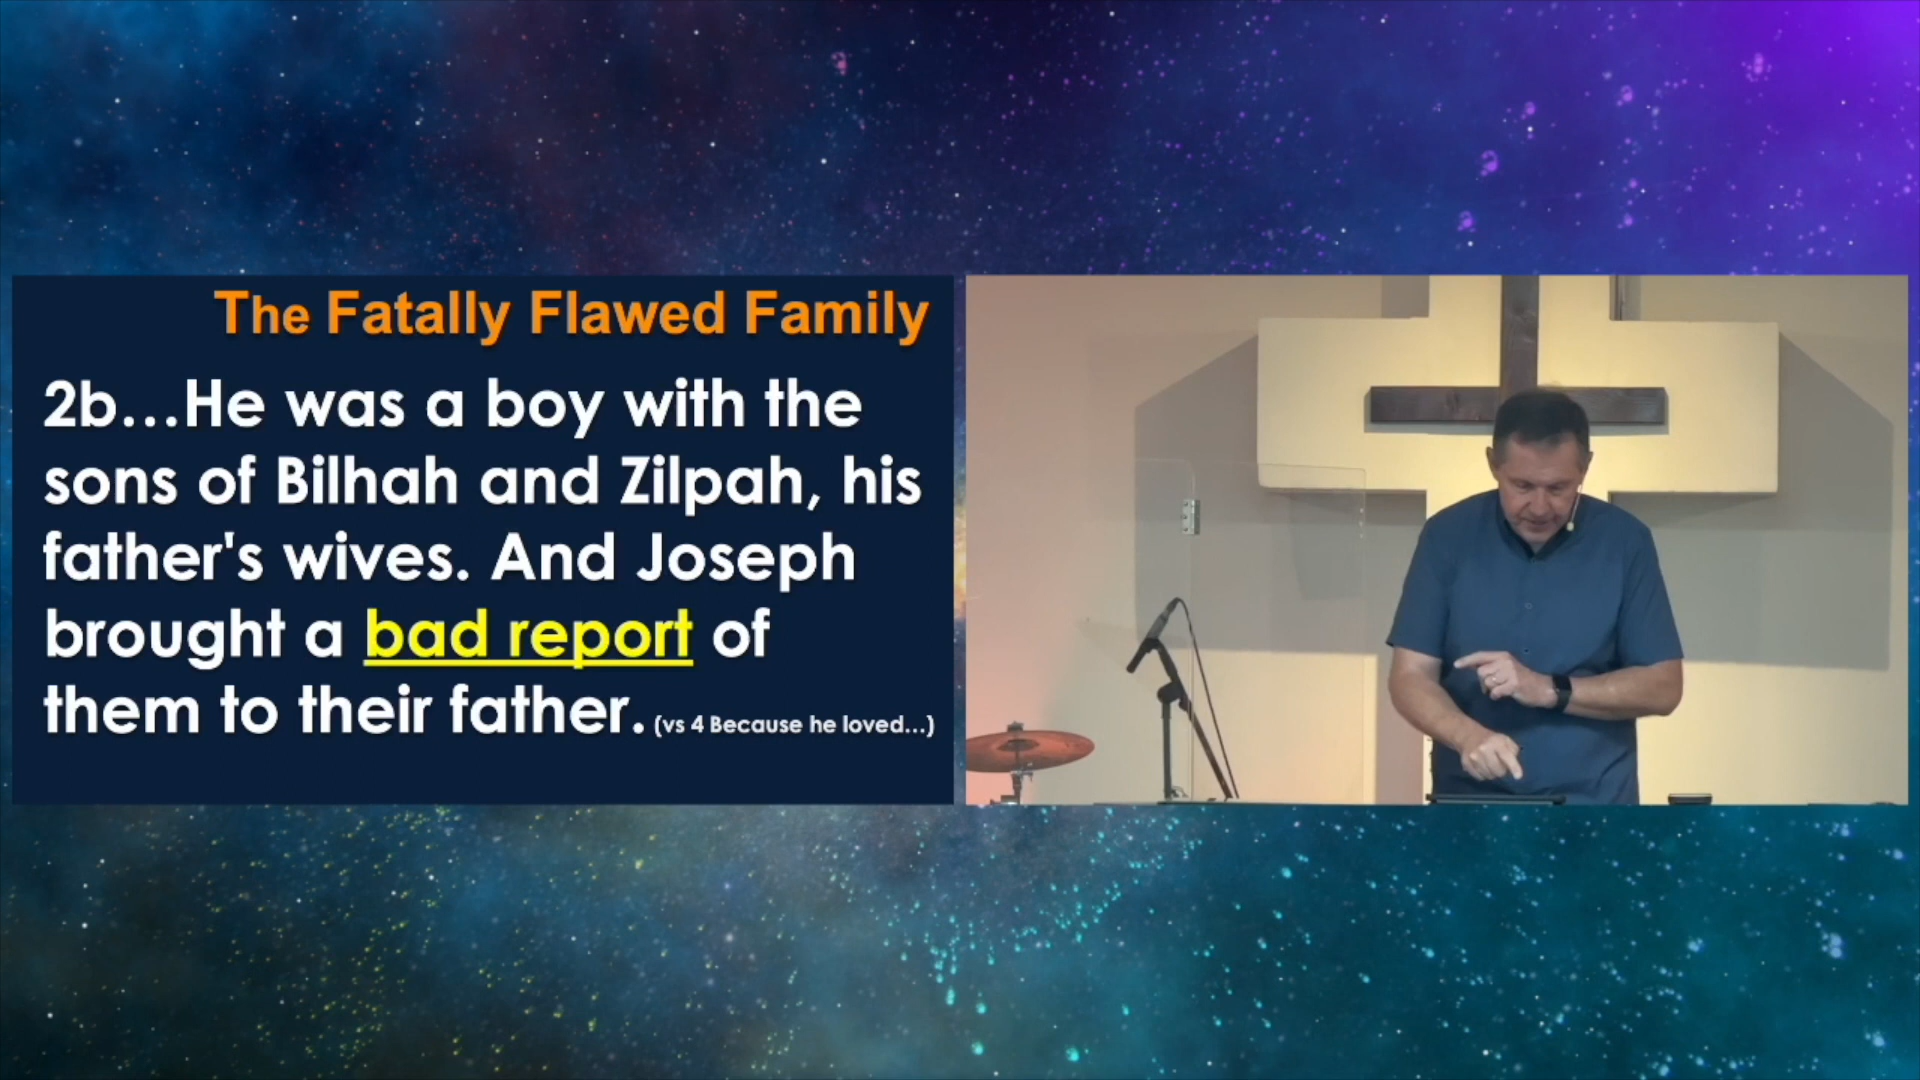 The Fatally Flawed Family
2b...He was a boy with the
sons of Bilhah and Zilpah, his
father's wives. And Joseph
brought a bad report of
them to their father. (vs 4 Because he loved...)